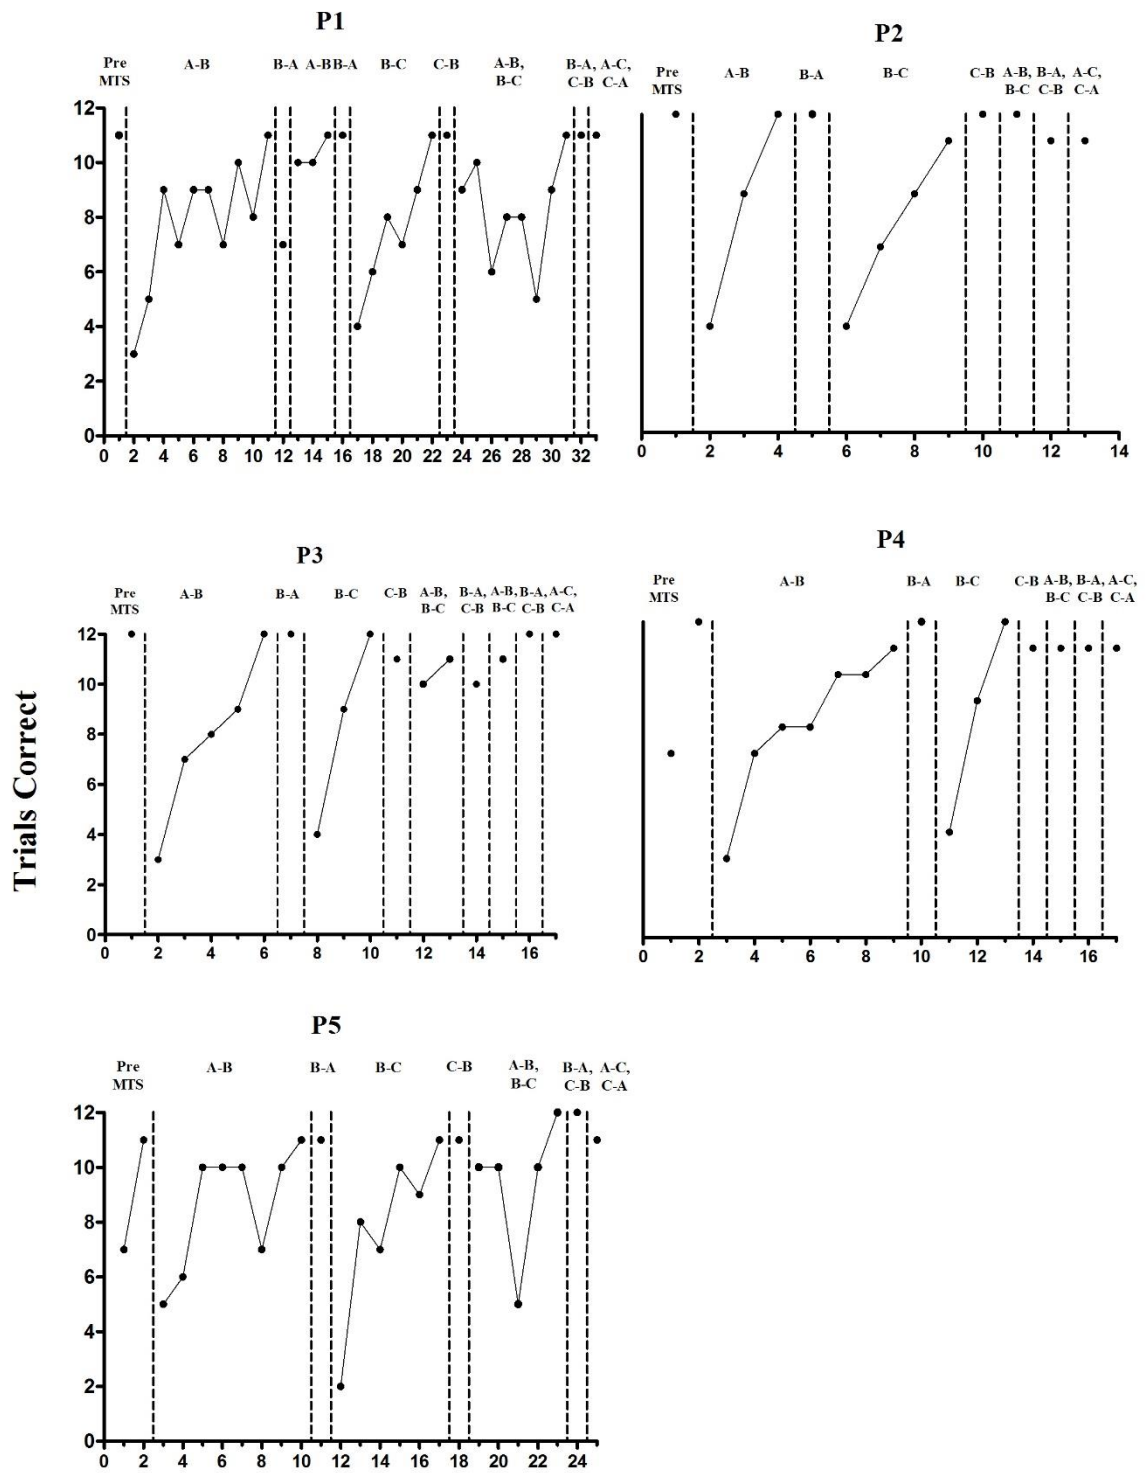 P1
Pre A-B B-A A-B B-A B-C C-B A-B, B-A, A-C,
MTS B-C C-B C-A
12
10
8
6
4
2
0
0 2 4 6 8 10 12 14 16 18 20 22 24 26 28 30 32
P2
Pre A-B B-A B-C C-B A-B, B-A, A-C,
MTS B-C C-B C-A
0 2 4 6 8 10 12 14
Trials Correct
P3
Pre A-B B-A B-C C-B A-B, B-A, A-B, B-A, A-C,
MTS B-C C-B B-C C-B C-A
12
10
8
6
4
2
0
0 2 4 6 8 10 12 14 16
P4
Pre A-B B-A B-C C-B A-B, B-A, A-C,
MTS B-C C-B C-A
0 2 4 6 8 10 12 14 16
P5
Pre A-B B-A B-C C-B A-B, B-A, A-C,
MTS B-C C-B C-A
12
10
8
6
4
2
0
0 2 4 6 8 10 12 14 16 18 20 22 24